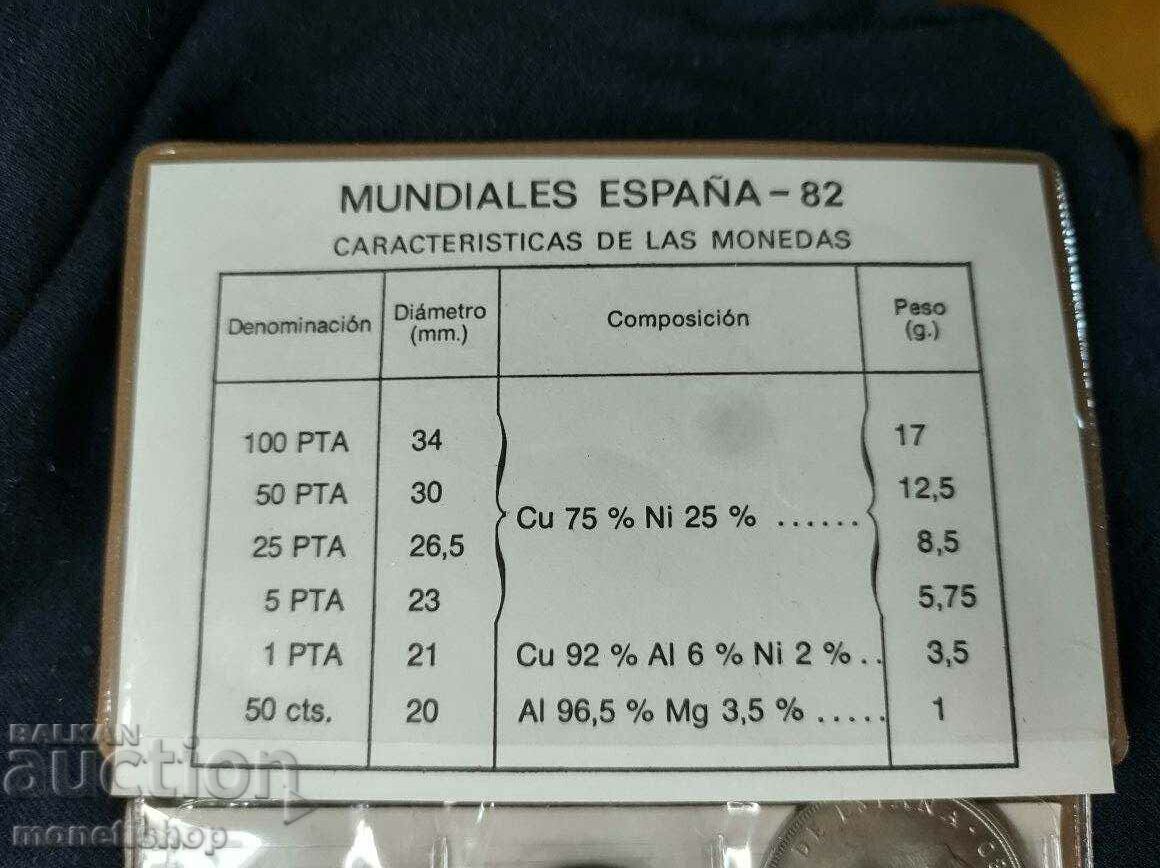 MUNDIALES ESPAÑA - 82
CARACTERISTICAS DE LAS MONEDAS
Denominación Diámetro (mm.) Composición Peso (g.)
100 PTA 34 17
50 PTA 30 12,5
Cu 75 % Ni 25 % ......
25 PTA 26,5 8,5
5 PTA 23 5,75
1 PTA 21 Cu 92 % Al 6 % Ni 2 % .. 3,5
50 cts. 20 Al 96,5 % Mg 3,5 % ..... 1
BALKAN
auction
monetishop
DE